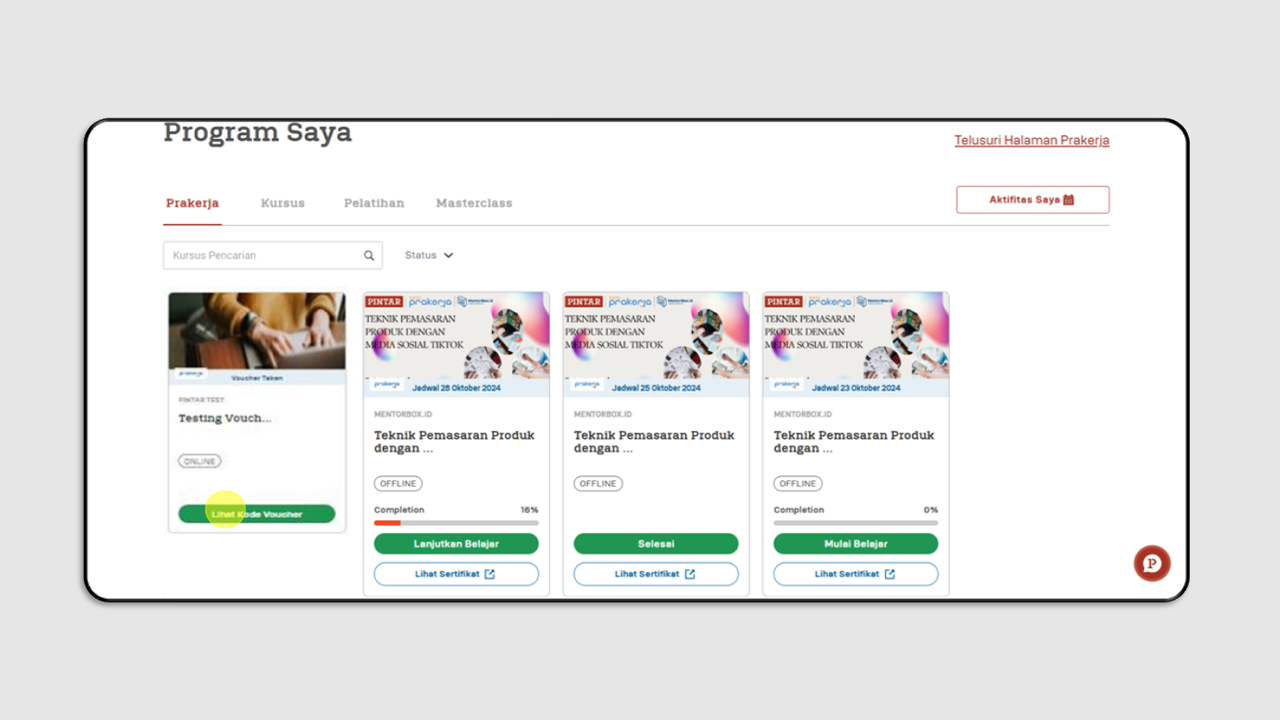 Program Saya
Telusuri Halaman Prakerja
Prakerja
Kursus
Pelatihan
Masterclass
Aktifitas Saya
Kursus Pencarian
Status
prakerja
Voucher Taken
PINTAR TEST
Testing Vouch...
ONLINE
Lihat Kode Voucher
PINTAR prakerja Mentorbox.id
TEKNIK PEMASARAN
PRODUK DENGAN
MEDIA SOSIAL TIKTOK
prakerja Jadwal 28 Oktober 2024
MENTORBOX.ID
Teknik Pemasaran Produk
dengan ...
OFFLINE
Completion 16%
Lanjutkan Belajar
Lihat Sertifikat
PINTAR prakerja Mentorbox.id
TEKNIK PEMASARAN
PRODUK DENGAN
MEDIA SOSIAL TIKTOK
prakerja Jadwal 25 Oktober 2024
MENTORBOX.ID
Teknik Pemasaran Produk
dengan ...
OFFLINE
Selesai
Lihat Sertifikat
PINTAR prakerja Mentorbox.id
TEKNIK PEMASARAN
PRODUK DENGAN
MEDIA SOSIAL TIKTOK
prakerja Jadwal 23 Oktober 2024
MENTORBOX.ID
Teknik Pemasaran Produk
dengan ...
OFFLINE
Completion 0%
Mulai Belajar
Lihat Sertifikat
P